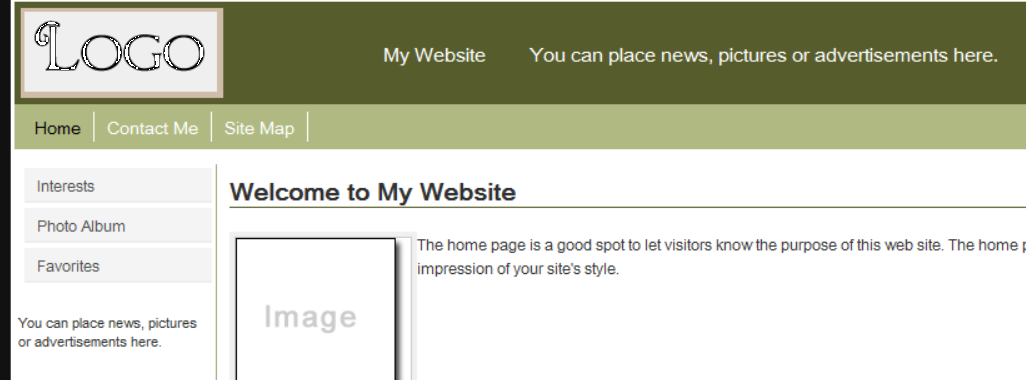 LOGO
My Website
You can place news, pictures or advertisements here.
Home
Contact Me
Site Map
Interests
Photo Album
Favorites
You can place news, pictures
or advertisements here.
Welcome to My Website
The home page is a good spot to let visitors know the purpose of this web site. The home
impression of your site's style.
Image